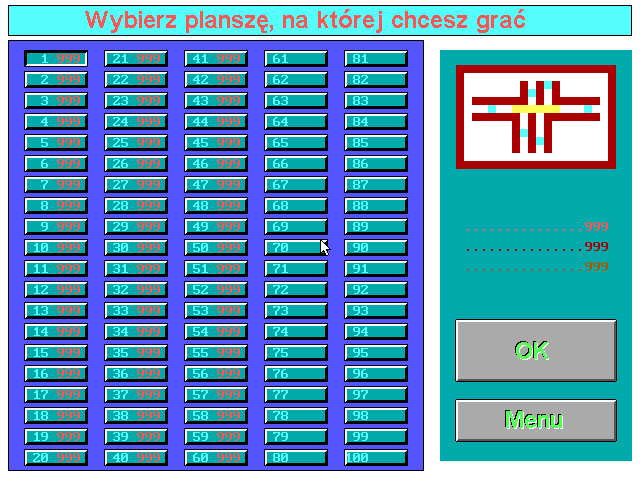 Wybierz planszę, na której chcesz grać
1 999 21 999 41 999 61 81
2 999 22 999 42 999 62 82
3 999 23 999 43 999 63 83
4 999 24 999 44 999 64 84
5 999 25 999 45 999 65 85
6 999 26 999 46 999 66 86
7 999 27 999 47 999 67 87
8 999 28 999 48 999 68 88
9 999 29 999 49 999 69 89
10 999 30 999 50 999 70 90
11 999 31 999 51 999 71 91
12 999 32 999 52 999 72 92
13 999 33 999 53 999 73 93
14 999 34 999 54 999 74 94
15 999 35 999 55 999 75 95
16 999 36 999 56 999 76 96
17 999 37 999 57 999 77 97
18 999 38 999 58 999 78 98
19 999 39 999 59 999 79 99
20 999 40 999 60 999 80 100
...............999
...............999
...............999
OK
Menu